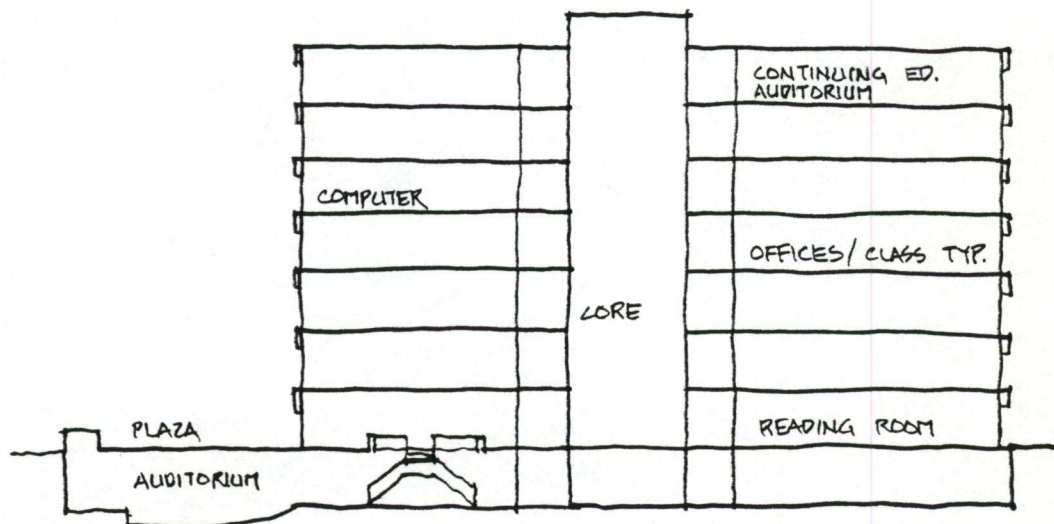 CONTINUING ED.
AUDITORIUM
COMPUTER
OFFICES/CLASS TYP.
CORE
PLAZA
READING ROOM
AUDITORIUM